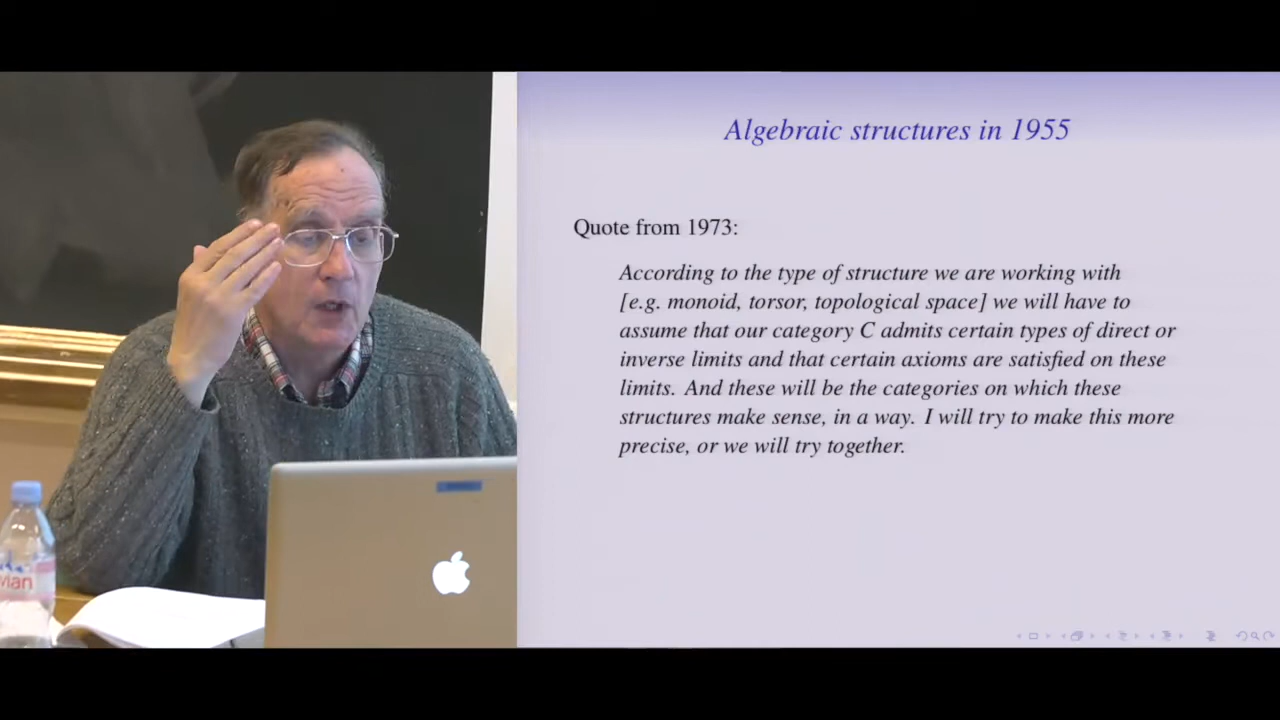 Algebraic structures in 1955
Quote from 1973:
According to the type of structure we are working with
[e.g. monoid, torsor, topological space] we will have to
assume that our category C admits certain types of direct or
inverse limits and that certain axioms are satisfied on these
limits. And these will be the categories on which these
structures make sense, in a way. I will try to make this more
precise, or we will try together.